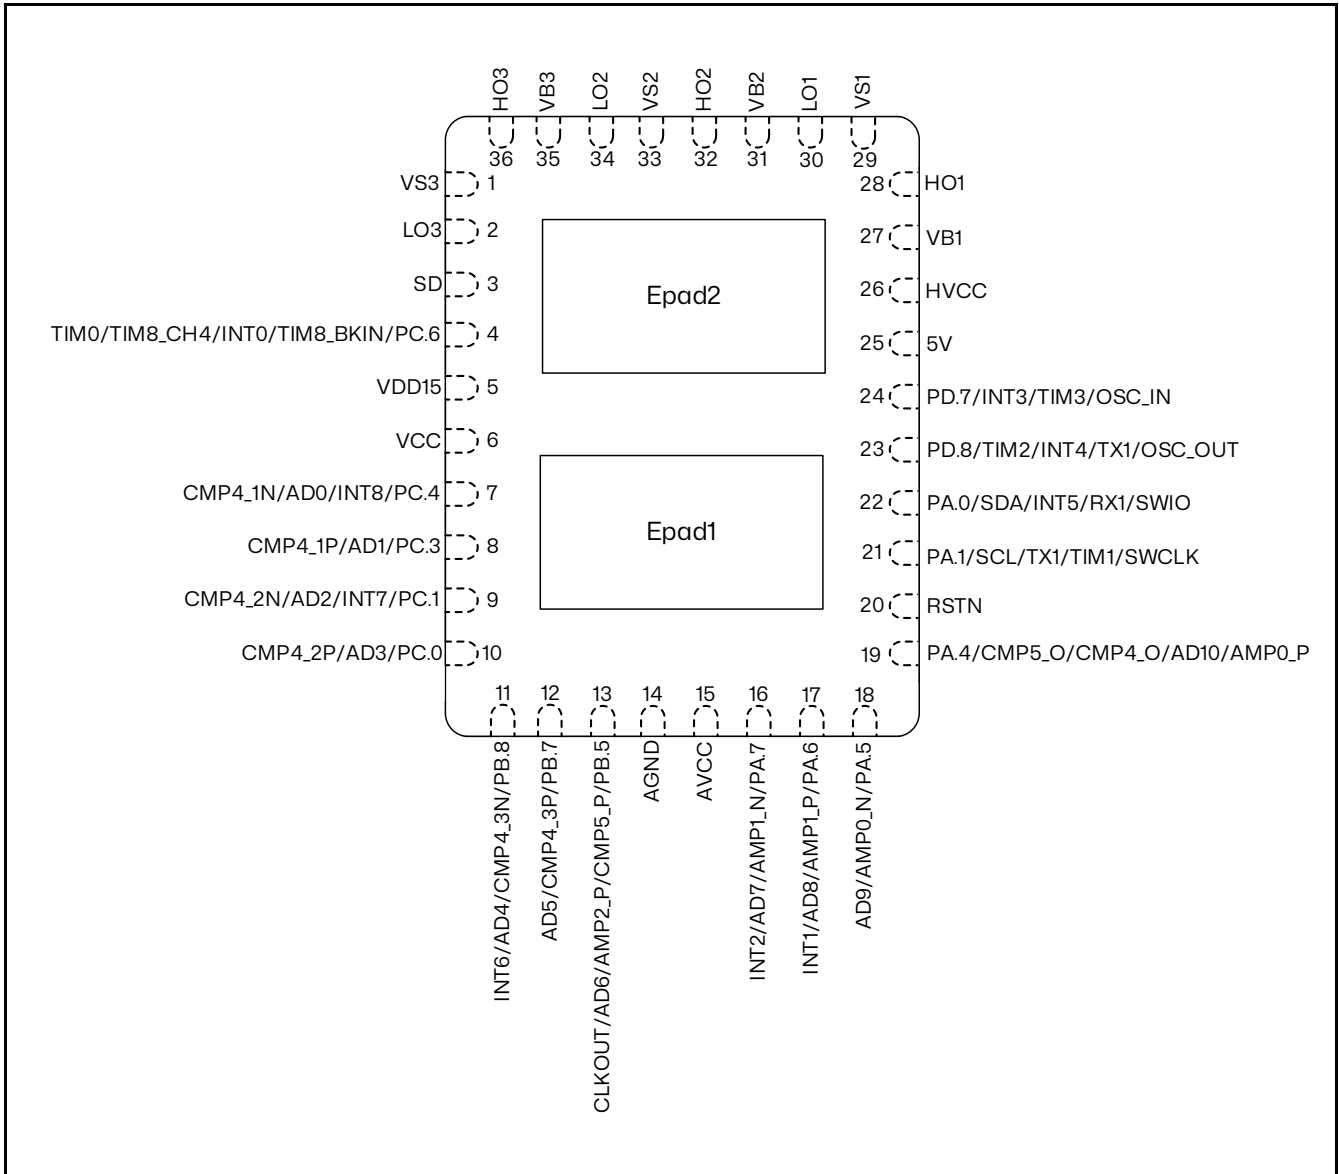 HO3
VB3
LO2
VS2
HO2
VB2
LO1
VS1
36
35
34
33
32
31
30
29
VS3
1
28
HO1
LO3
2
27
VB1
SD
3
26
HVCC
Epad2
TIM0/TIM8_CH4/INT0/TIM8_BKIN/PC.6
4
25
5V
VDD15
5
24
PD.7/INT3/TIM3/OSC_IN
VCC
6
23
PD.8/TIM2/INT4/TX1/OSC_OUT
CMP4_1N/AD0/INT8/PC.4
7
22
PA.0/SDA/INT5/RX1/SWIO
Epad1
CMP4_1P/AD1/PC.3
8
21
PA.1/SCL/TX1/TIM1/SWCLK
CMP4_2N/AD2/INT7/PC.1
9
20
RSTN
CMP4_2P/AD3/PC.0
10
19
PA.4/CMP5_O/CMP4_O/AD10/AMP0_P
11
12
13
14
15
16
17
18
INT6/AD4/CMP4_3N/PB.8
AD5/CMP4_3P/PB.7
CLKOUT/AD6/AMP2_P/CMP5_P/PB.5
AGND
AVCC
INT2/AD7/AMP1_N/PA.7
INT1/AD8/AMP1_P/PA.6
AD9/AMP0_N/PA.5